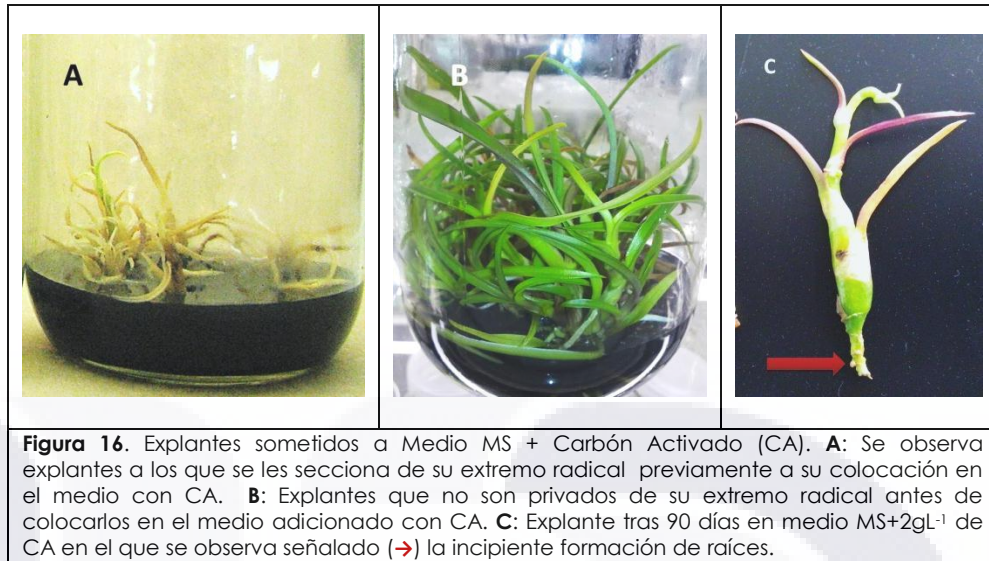 A
B
C
Figura 16. Explantes sometidos a Medio MS + Carbón Activado (CA). A: Se observa
explantes a los que se les secciona de su extremo radical previamente a su colocación en
el medio con CA. B: Explantes que no son privados de su extremo radical antes de
colocarlos en el medio adicionado con CA. C: Explante tras 90 días en medio MS+2gL-1 de
CA en el que se observa señalado (→) la incipiente formación de raíces.